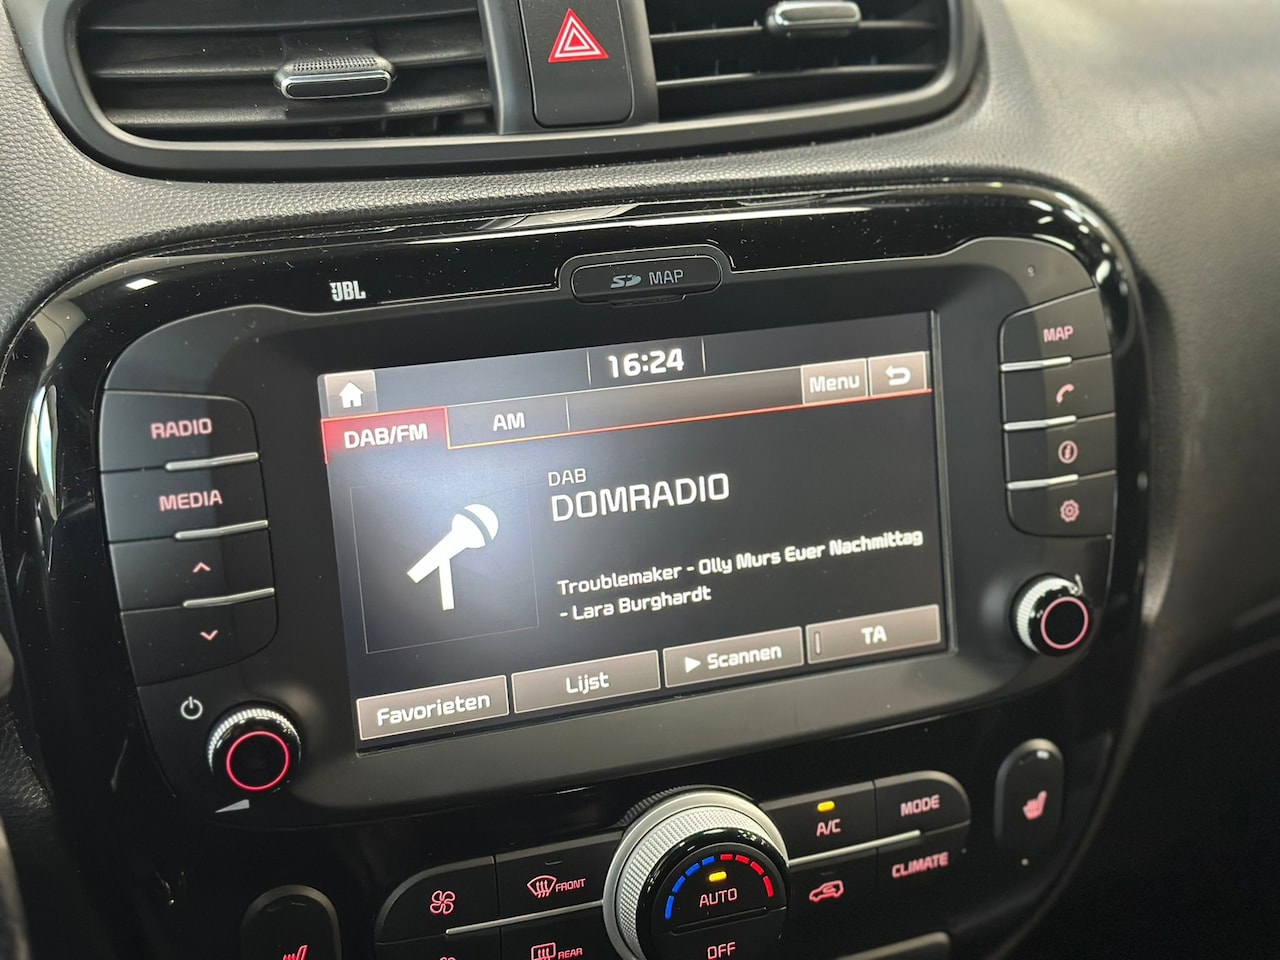 JBL
SD MAP
16:24
Menu
DAB/FM
AM
DAB
DOMRADIO
Troublemaker - Olly Murs Euer Nachmittag
- Lara Burghardt
Favorieten
Lijst
Scannen
TA
RADIO
MEDIA
MAP
A/C
MODE
FRONT
AUTO
CLIMATE
REAR
OFF